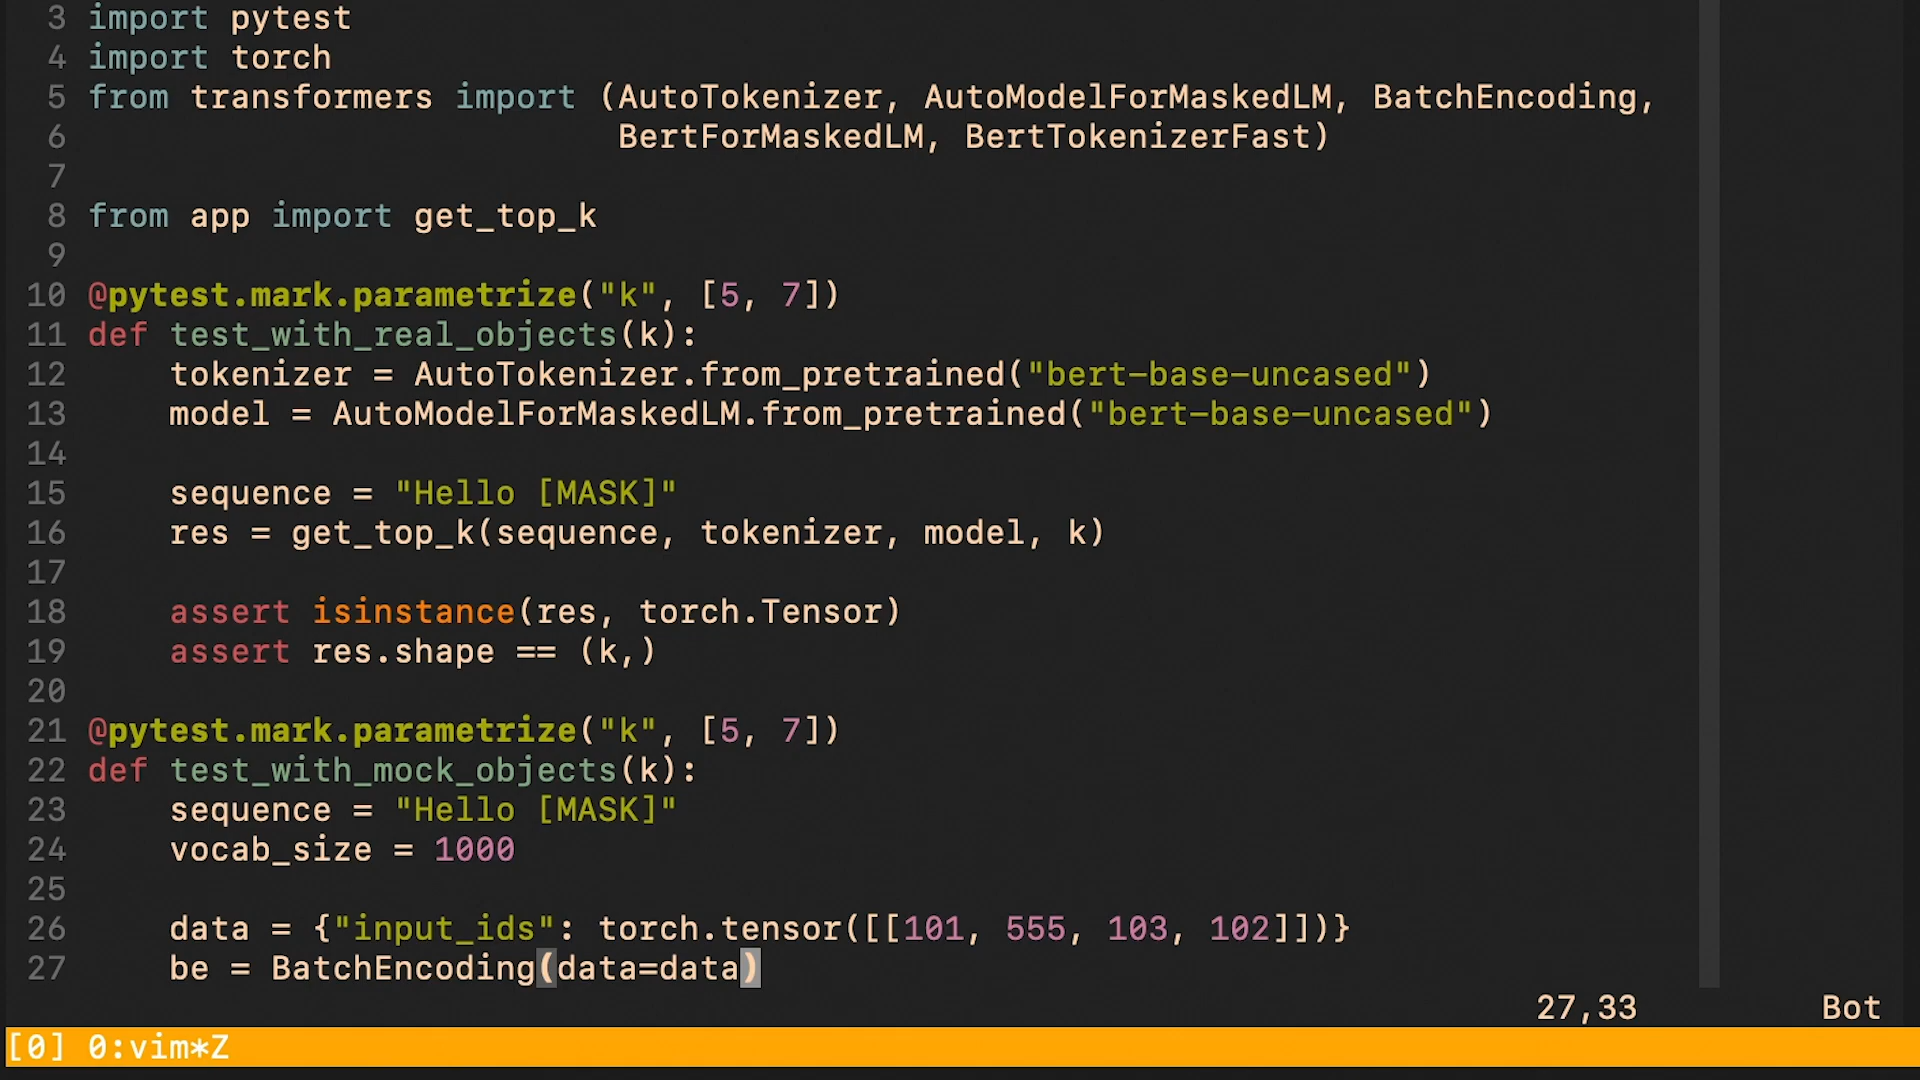 3 import pytest
4 import torch
5 from transformers import (AutoTokenizer, AutoModelForMaskedLM, BatchEncoding,
6                           BertForMaskedLM, BertTokenizerFast)
7
8 from app import get_top_k
9
10 @pytest.mark.parametrize("k", [5, 7])
11 def test_with_real_objects(k):
12     tokenizer = AutoTokenizer.from_pretrained("bert-base-uncased")
13     model = AutoModelForMaskedLM.from_pretrained("bert-base-uncased")
14
15     sequence = "Hello [MASK]"
16     res = get_top_k(sequence, tokenizer, model, k)
17
18     assert isinstance(res, torch.Tensor)
19     assert res.shape == (k,)
20
21 @pytest.mark.parametrize("k", [5, 7])
22 def test_with_mock_objects(k):
23     sequence = "Hello [MASK]"
24     vocab_size = 1000
25
26     data = {"input_ids": torch.tensor([[101, 555, 103, 102]])}
27     be = BatchEncoding(data=data)
27,33 Bot
[0] 0:vim*Z